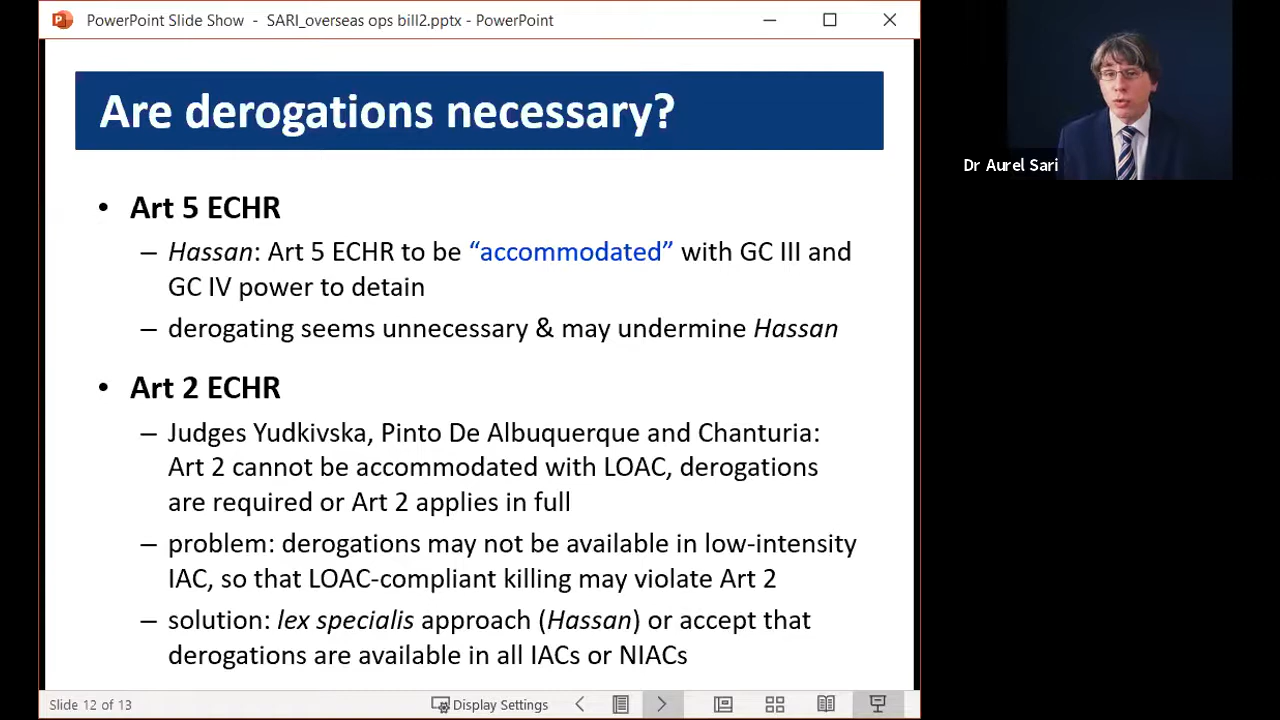 PowerPoint Slide Show - SARI_overseas ops bill2.pptx - PowerPoint
Are derogations necessary?
• Art 5 ECHR
– Hassan: Art 5 ECHR to be “accommodated” with GC III and
GC IV power to detain
– derogating seems unnecessary & may undermine Hassan
• Art 2 ECHR
– Judges Yudkivska, Pinto De Albuquerque and Chanturia:
Art 2 cannot be accommodated with LOAC, derogations
are required or Art 2 applies in full
– problem: derogations may not be available in low-intensity
IAC, so that LOAC-compliant killing may violate Art 2
– solution: lex specialis approach (Hassan) or accept that
derogations are available in all IACs or NIACs
Slide 12 of 13
Display Settings
Dr Aurel Sari